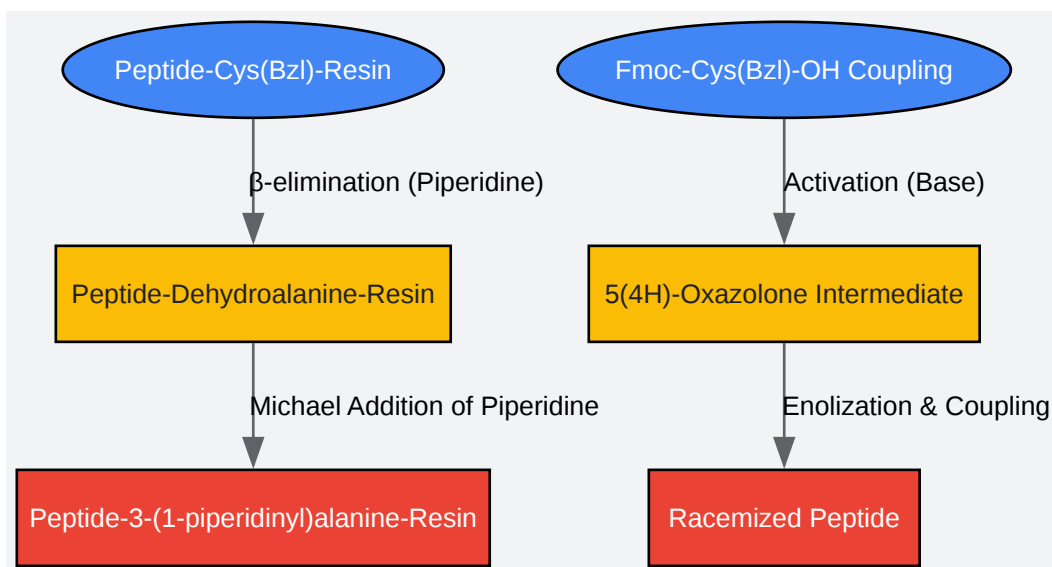 Peptide-Cys(Bzl)-Resin
Fmoc-Cys(Bzl)-OH Coupling
β-elimination (Piperidine)
Activation (Base)
Peptide-Dehydroalanine-Resin
5(4H)-Oxazolone Intermediate
Michael Addition of Piperidine
Enolization & Coupling
Peptide-3-(1-piperidinyl)alanine-Resin
Racemized Peptide